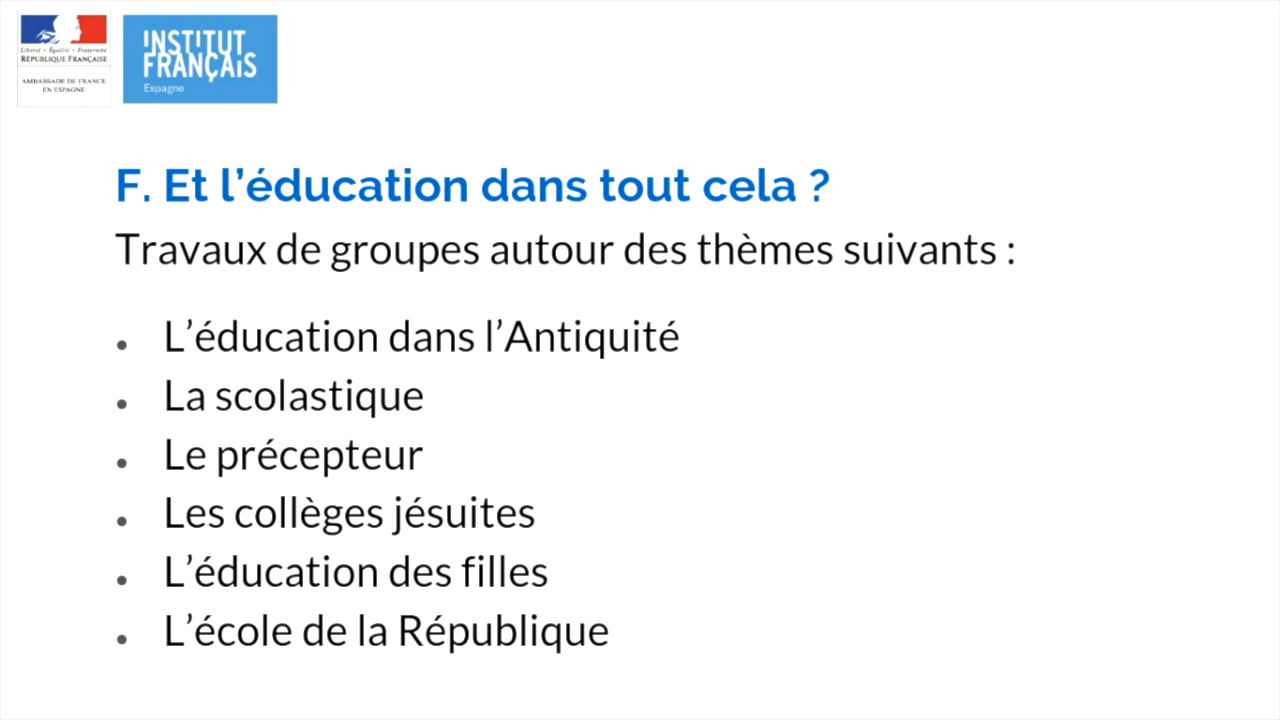 Liberté • Égalité • Fraternité
RÉPUBLIQUE FRANÇAISE
AMBASSADE DE FRANCE
EN ESPAGNE
INSTITUT
FRANÇAIS
Espagne
F. Et l’éducation dans tout cela ?
Travaux de groupes autour des thèmes suivants :
• L’éducation dans l’Antiquité
• La scolastique
• Le précepteur
• Les collèges jésuites
• L’éducation des filles
• L’école de la République